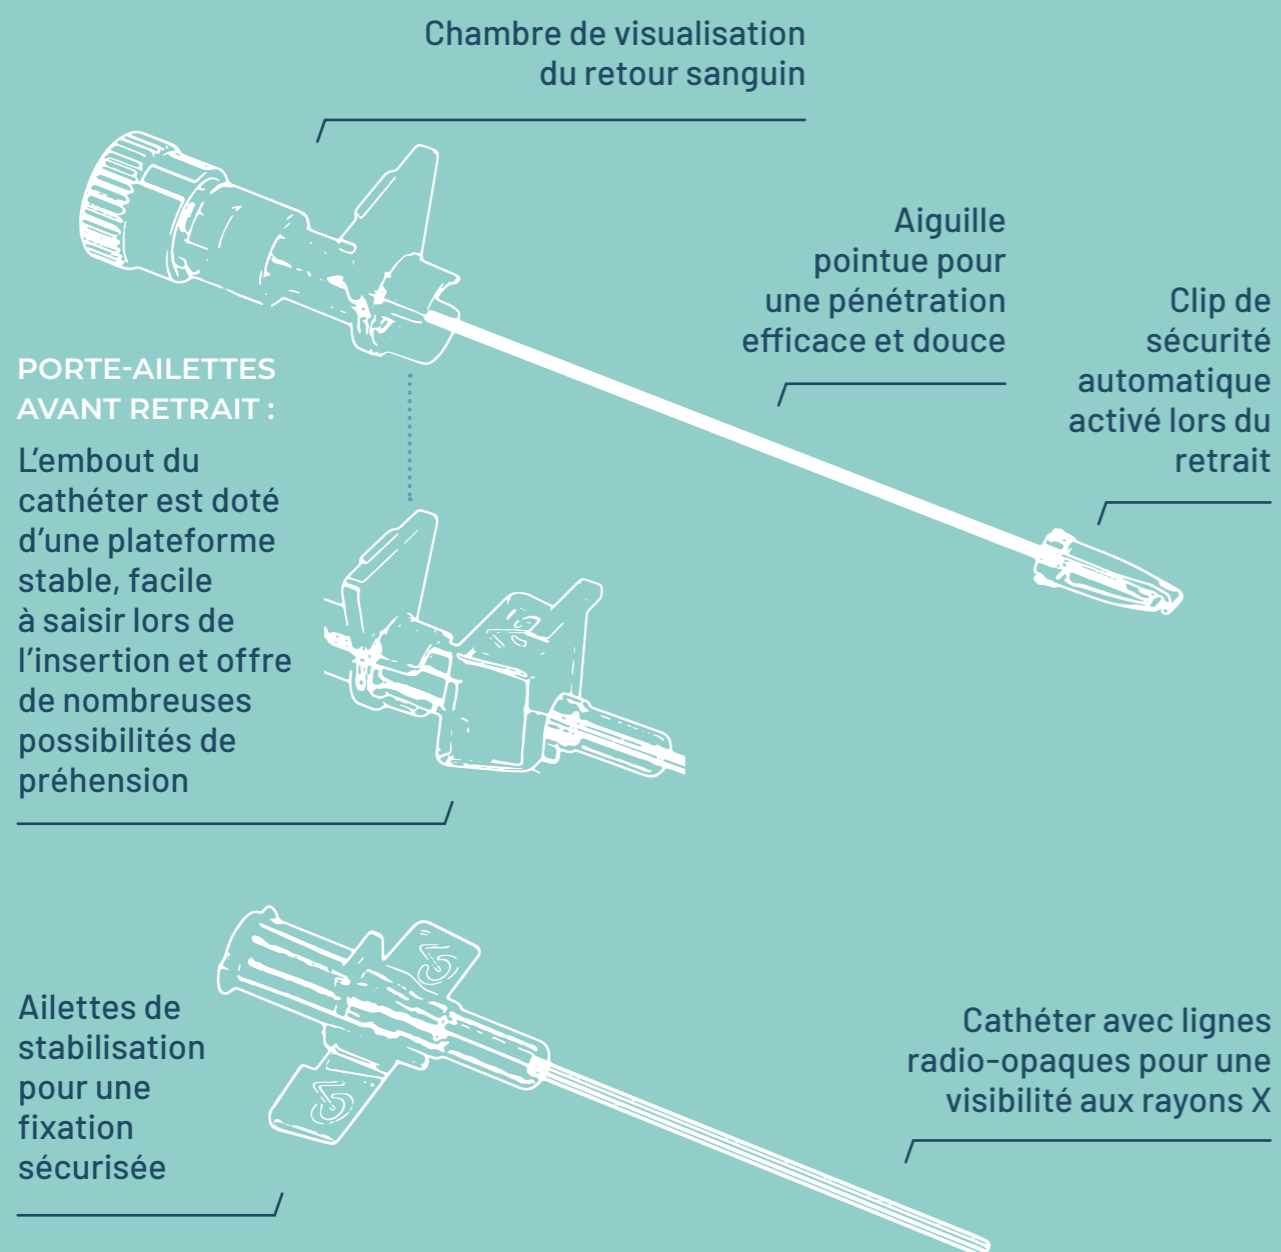 Chambre de visualisation
du retour sanguin
Aiguille
pointue pour
une pénétration
efficace et douce
Clip de
sécurité
automatique
activé lors du
retrait
PORTE-AILETTES
AVANT RETRAIT :
L’embout du
cathéter est doté
d’une plateforme
stable, facile
à saisir lors de
l’insertion et offre
de nombreuses
possibilités de
préhension
Ailettes de
stabilisation
pour une
fixation
sécurisée
Cathéter avec lignes
radio-opaques pour une
visibilité aux rayons X